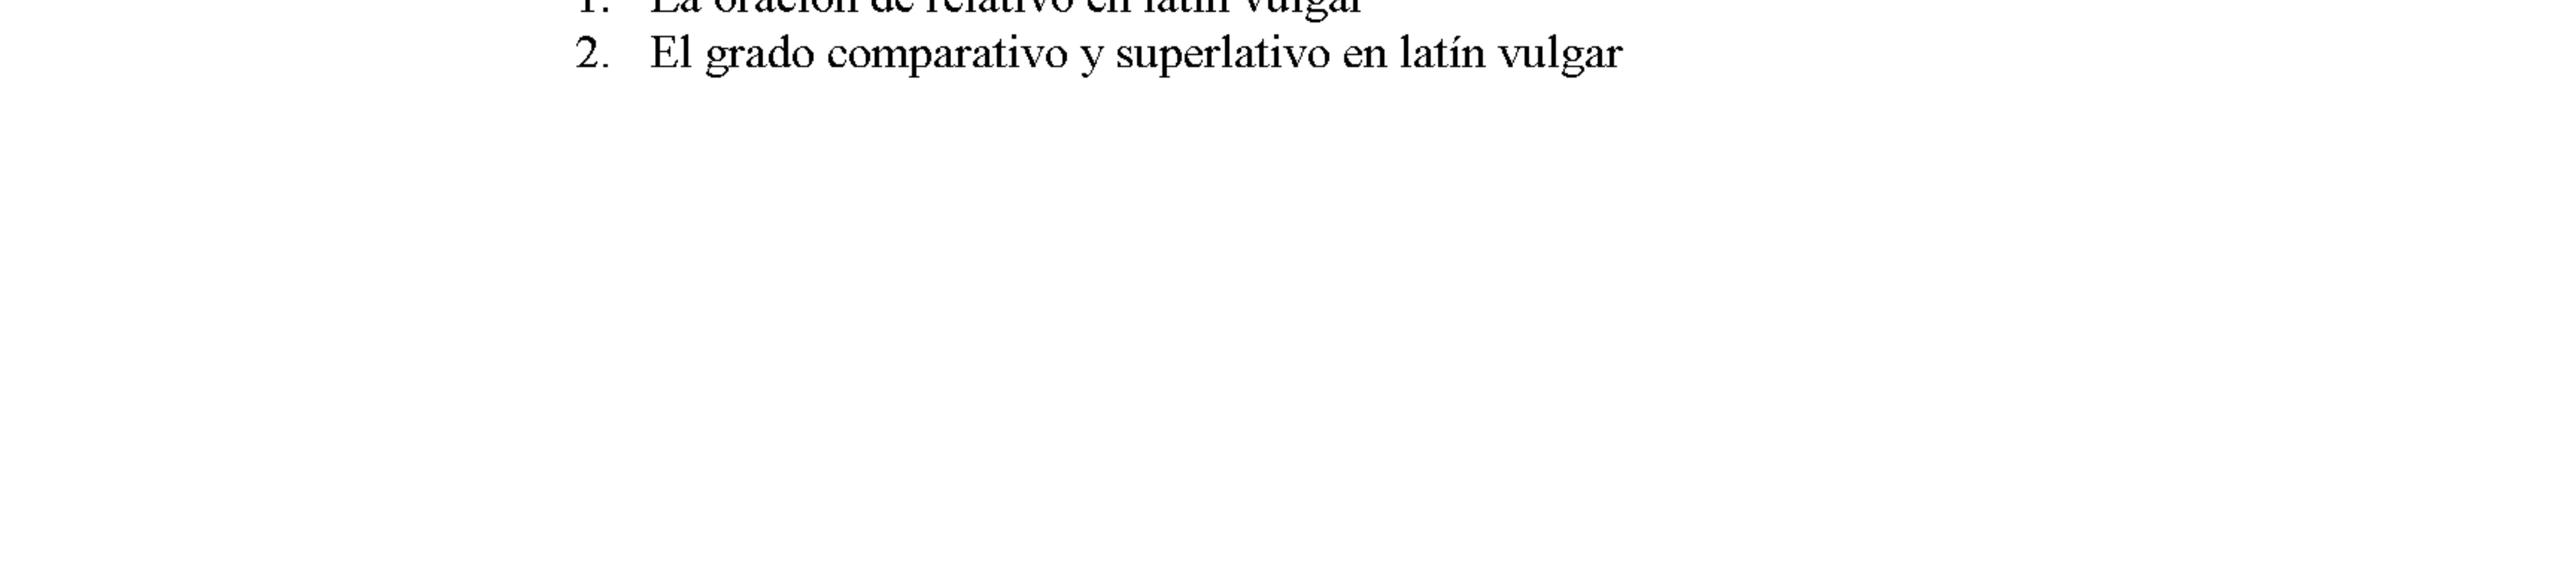 1. La oración de relativo en latín vulgar
2. El grado comparativo y superlativo en latín vulgar